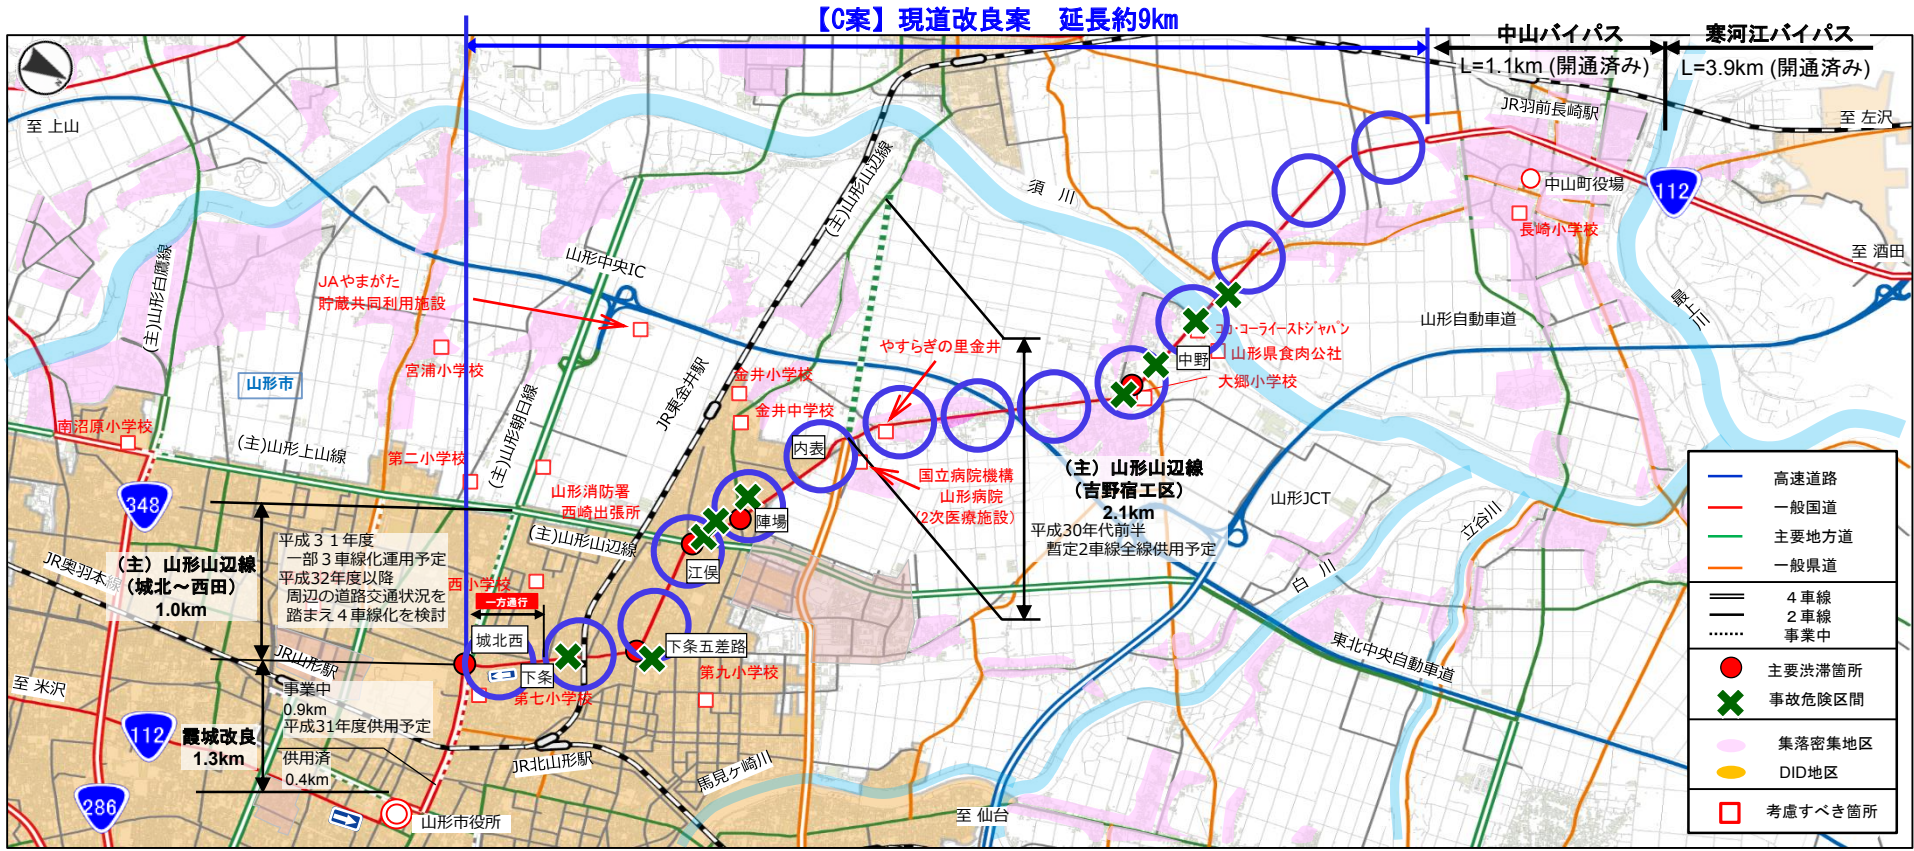 【C案】現道改良案　延長約9km
中山バイパス
L=1.1km (開通済み)
寒河江バイパス
L=3.9km (開通済み)
JR羽前長崎駅
至 左沢
至 上山
中山町役場
112
長崎小学校
至 酒田
最上川
須　川
(主)山形山辺線
(主)山形白鷹線
山形中央IC
JAやまがた
貯蔵共同利用施設
宮浦小学校
山形市
南沼原小学校
(主)山形上山線
第二小学校
(主)山形朝日線
JR東金井駅
金井小学校
金井中学校
やすらぎの里金井
内表
国立病院機構
山形病院
(2次医療施設)
コカ・コーライーストジャパン
山形県食肉公社
中野
大郷小学校
山形自動車道
(主) 山形山辺線
(吉野宿工区)
2.1km
平成30年代前半
暫定2車線全線供用予定
山形JCT
立谷川
白　川
東北中央自動車道
山形消防署
西崎出張所
(主)山形山辺線
陣場
江俣
348
平成３１年度
一部３車線化運用予定
平成32年度以降
周辺の道路交通状況を
踏まえ４車線化を検討
(主) 山形山辺線
(城北～西田)
1.0km
JR奥羽本線
西小学校
一方通行
城北西
下条
下条五差路
第七小学校
第九小学校
JR山形駅
至 米沢
事業中
0.9km
平成31年度供用予定
112
霞城改良
1.3km
供用済
0.4km
JR北山形駅
馬見ヶ崎川
286
山形市役所
至 仙台
高速道路
一般国道
主要地方道
一般県道
４車線
２車線
事業中
主要渋滞箇所
事故危険区間
集落密集地区
DID地区
考慮すべき箇所